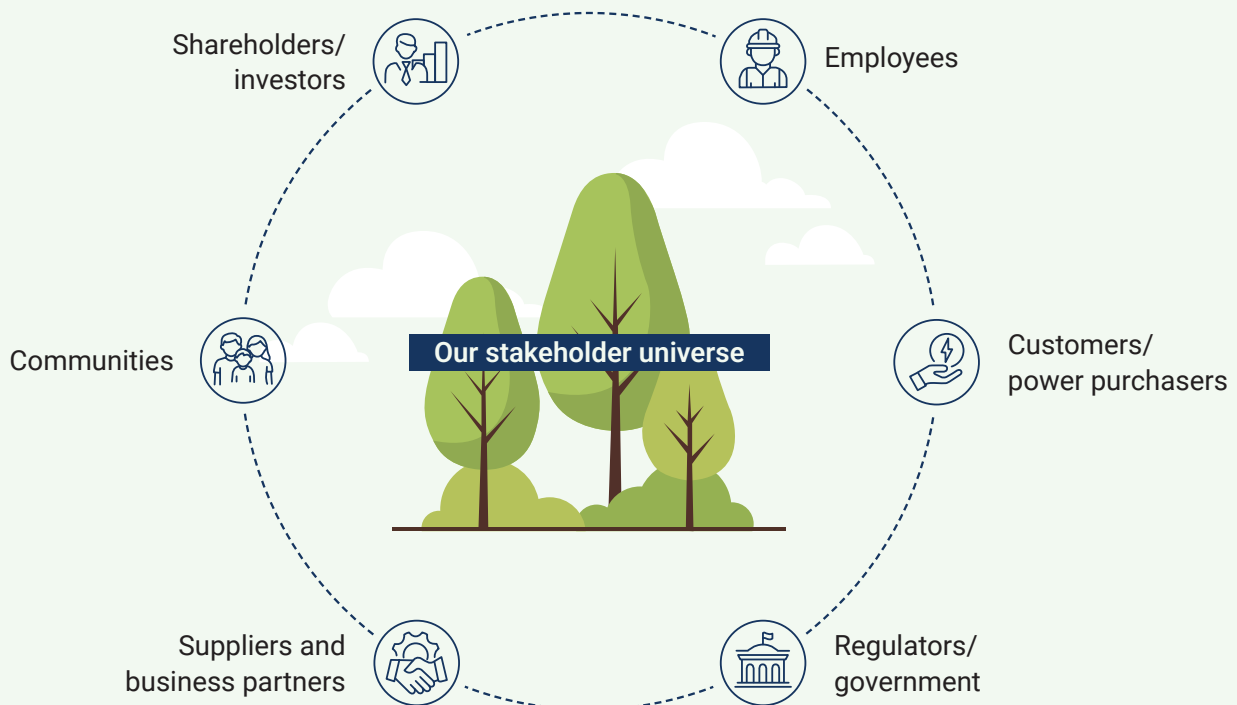 Shareholders/
investors
Employees
Our stakeholder universe
Communities
Customers/
power purchasers
Suppliers and
business partners
Regulators/
government